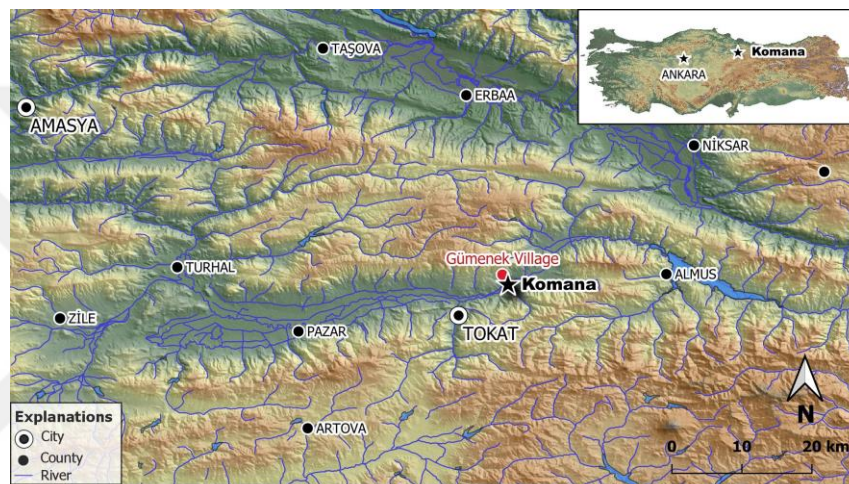 TAŞOVA
ERBAA
AMASYA
Komana
ANKARA
NİKSAR
TURHAL
Gümenek Village
Komana
ALMUS
ZİLE
PAZAR
TOKAT
ARTOVA
Explanations
City
County
River
N
0 10 20 km